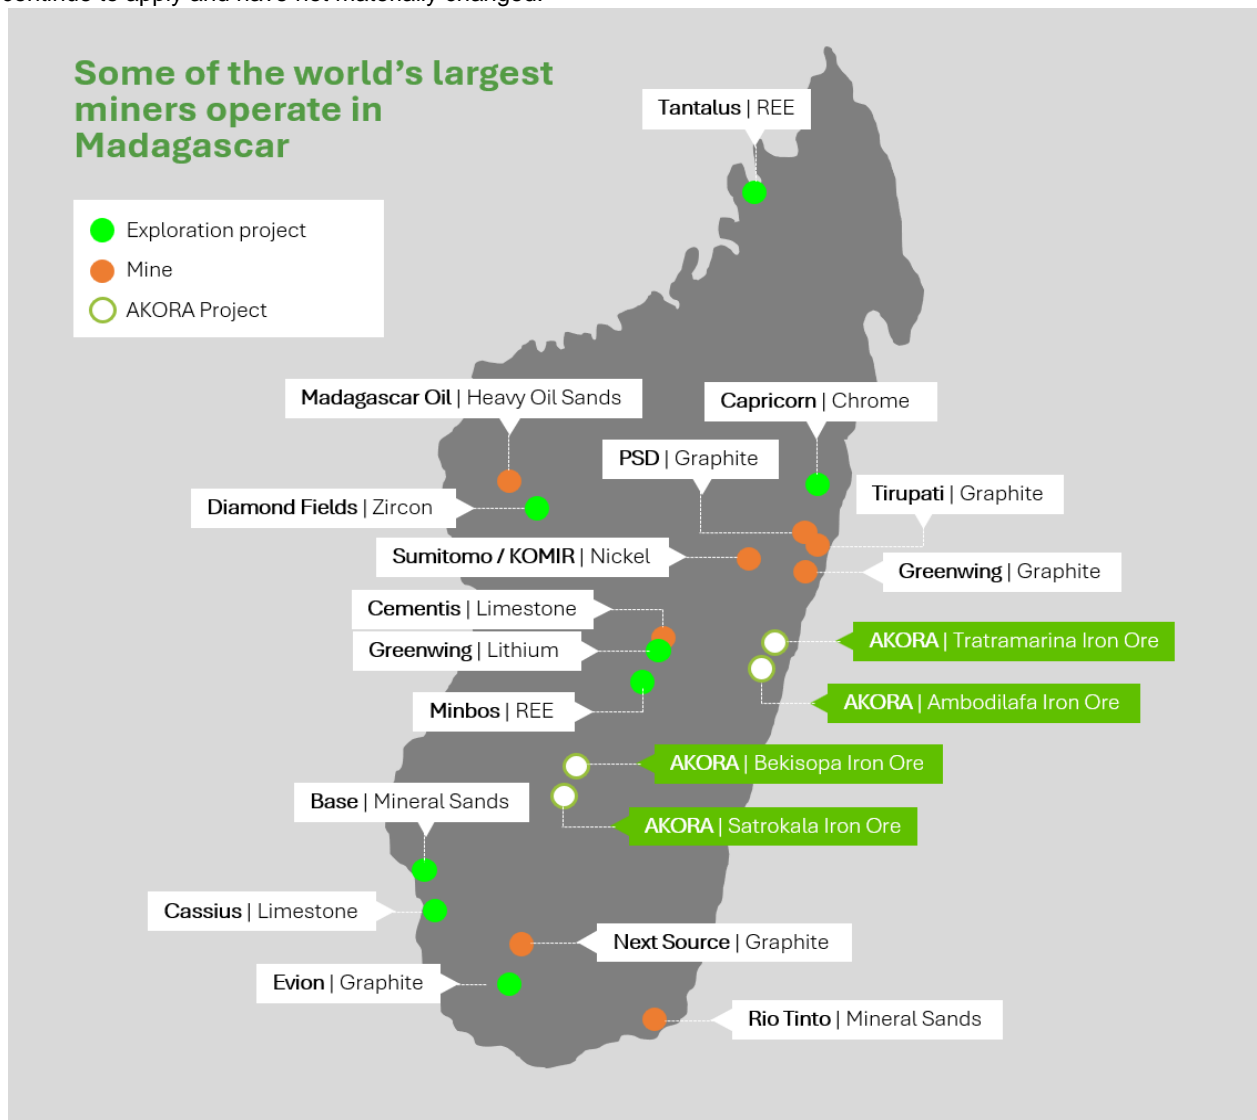 continue to apply and have not materially changed.
Some of the world's largest
miners operate in
Madagascar
Exploration project
Mine
AKORA Project
Tantalus | REE
Madagascar Oil | Heavy Oil Sands
Capricorn | Chrome
PSD | Graphite
Tirupati | Graphite
Diamond Fields | Zircon
Sumitomo / KOMIR | Nickel
Greenwing | Graphite
Cementis | Limestone
Greenwing | Lithium
AKORA | Tratramarina Iron Ore
Minbos | REE
AKORA | Ambodilafa Iron Ore
AKORA | Bekisopa Iron Ore
Base | Mineral Sands
AKORA | Satrokala Iron Ore
Cassius | Limestone
Next Source | Graphite
Evion | Graphite
Rio Tinto | Mineral Sands